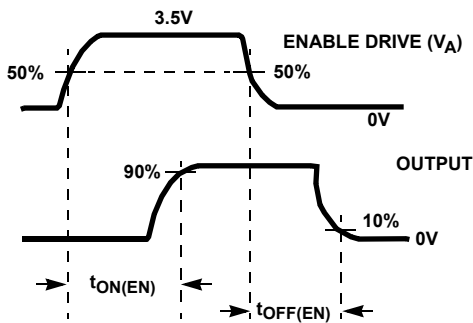 3.5V
ENABLE DRIVE (VA)
50%
50%
0V
OUTPUT
90%
10%
0V
tON(EN)
tOFF(EN)